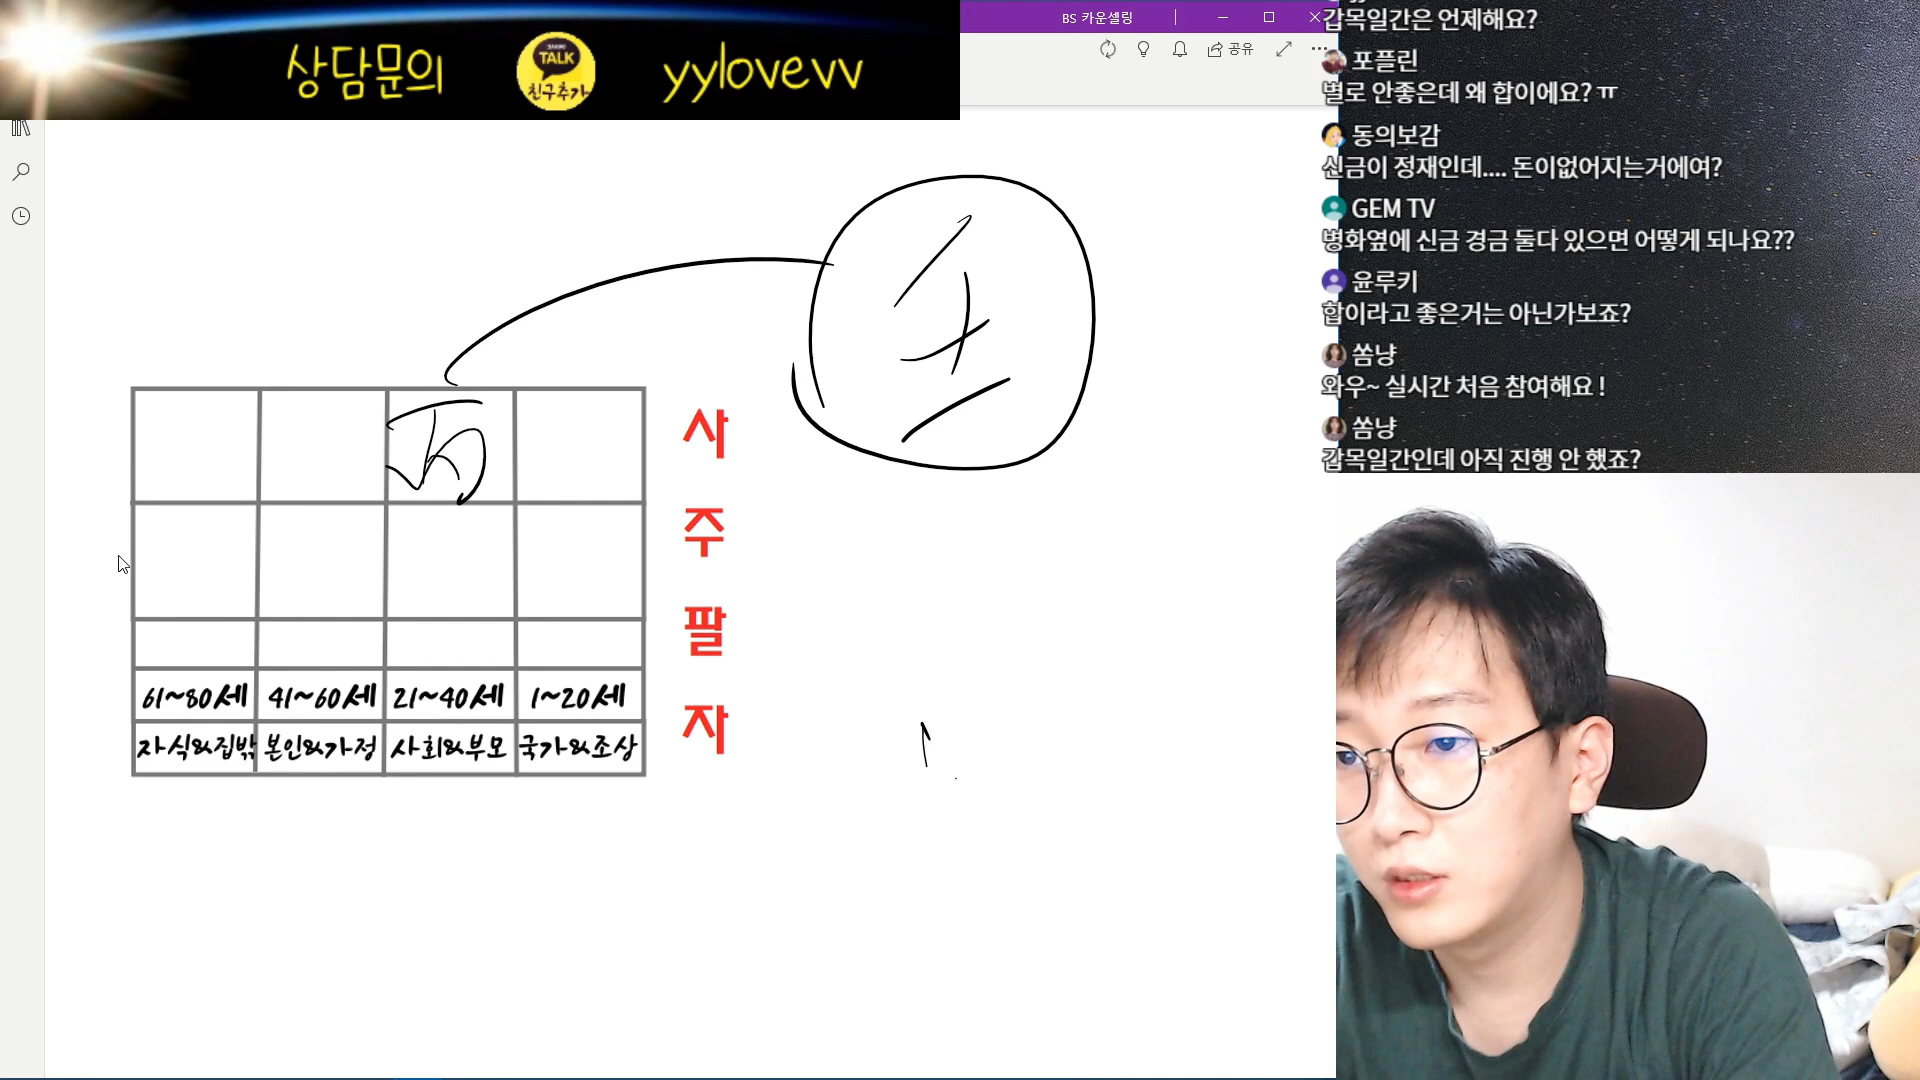 상담문의
TALK
친구추가
yylovevv
BS 카운셀링
공유
갑목일간은 언제해요?
포플린
별로 안좋은데 왜 합이에요? ㅠ
동의보감
신금이 정재인데.... 돈이없어지는거에여?
GEM TV
병화옆에 신금 경금 둘다 있으면 어떻게 되나요??
윤루키
합이라고 좋은거는 아닌가보죠?
쏨냥
와우~ 실시간 처음 참여해요 !
쏨냥
갑목일간인데 아직 진행 안 했죠?
壬
丙
사
주
팔
자
61~80세 41~60세 21~40세 1~20세
자식&집밖 본인&가정 사회&부모 국가&조상